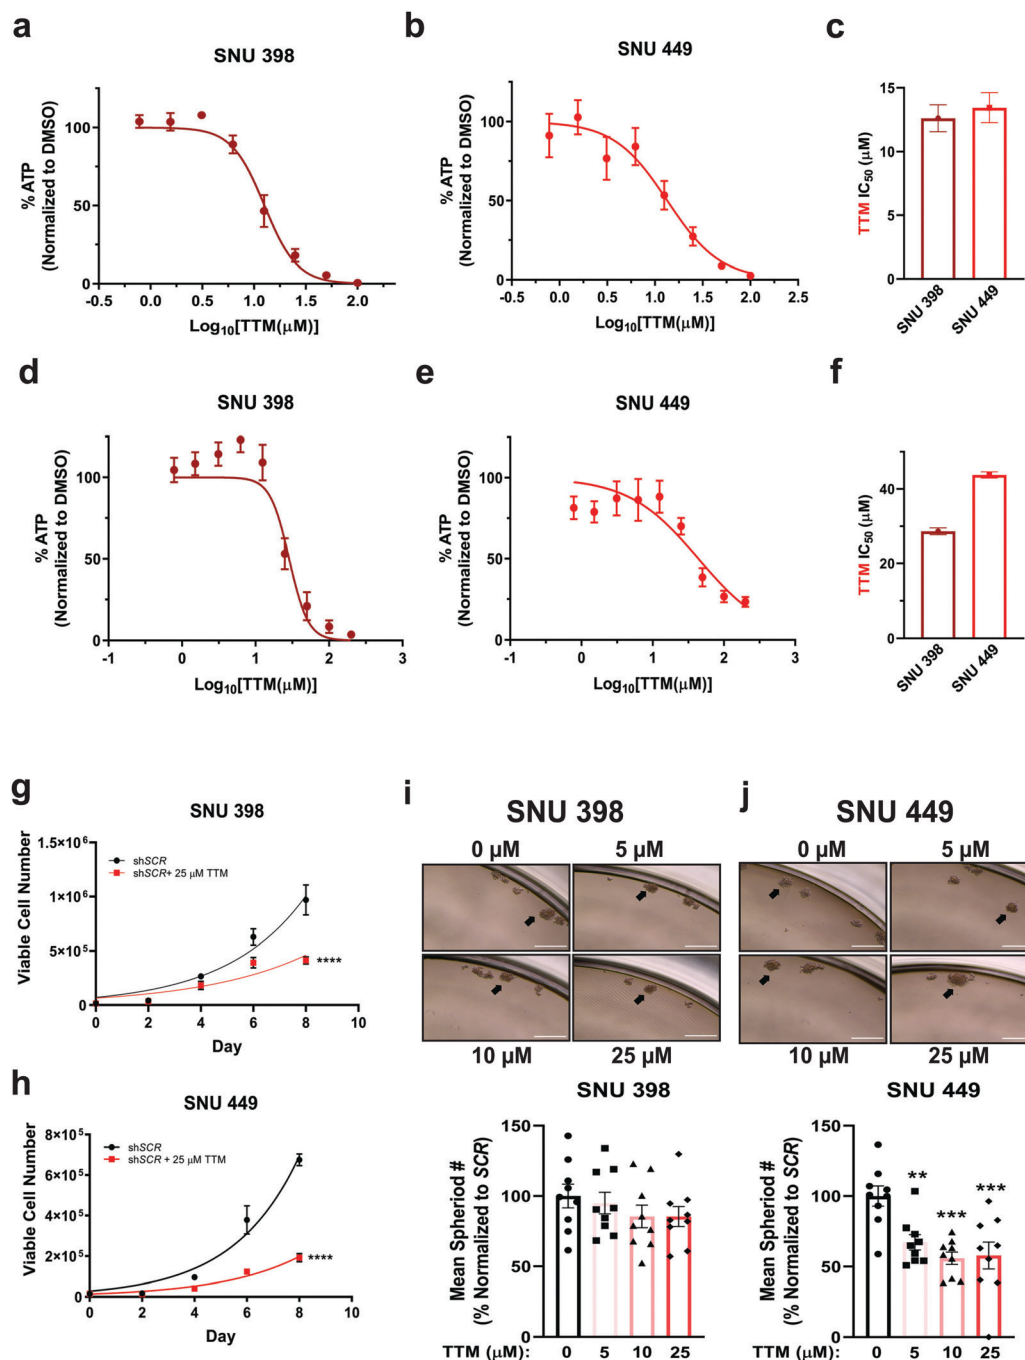 a
SNU 398
100
50
0
-0.5 0.0 0.5 1.0 1.5 2.0
% ATP
(Normalized to DMSO)
Log10[TTM(μM)]
b
SNU 449
100
50
0
-0.5 0.0 0.5 1.0 1.5 2.0 2.5
% ATP
(Normalized to DMSO)
Log10[TTM(μM)]
c
15
10
5
0
TTM IC50 (μM)
SNU 398
SNU 449
d
SNU 398
100
50
0
-1 0 1 2 3
% ATP
(Normalized to DMSO)
Log10[TTM(μM)]
e
SNU 449
100
50
0
-1 0 1 2 3
% ATP
(Normalized to DMSO)
Log10[TTM(μM)]
f
40
20
0
TTM IC50 (μM)
SNU 398
SNU 449
g
SNU 398
1.5×10^6
1×10^6
5×10^5
0
0 2 4 6 8 10
Viable Cell Number
Day
shSCR
shSCR+ 25 μM TTM
****
h
SNU 449
8×10^5
6×10^5
4×10^5
2×10^5
0
0 2 4 6 8 10
Viable Cell Number
Day
shSCR
shSCR + 25 μM TTM
****
i
SNU 398
0 μM 5 μM
10 μM 25 μM
SNU 398
150
100
50
0
Mean Spheriod #
(% Normalized to SCR)
TTM (μM): 0 5 10 25
j
SNU 449
0 μM 5 μM
10 μM 25 μM
SNU 449
150
100
50
0
Mean Spheriod #
(% Normalized to SCR)
** *** ***
TTM (μM): 0 5 10 25